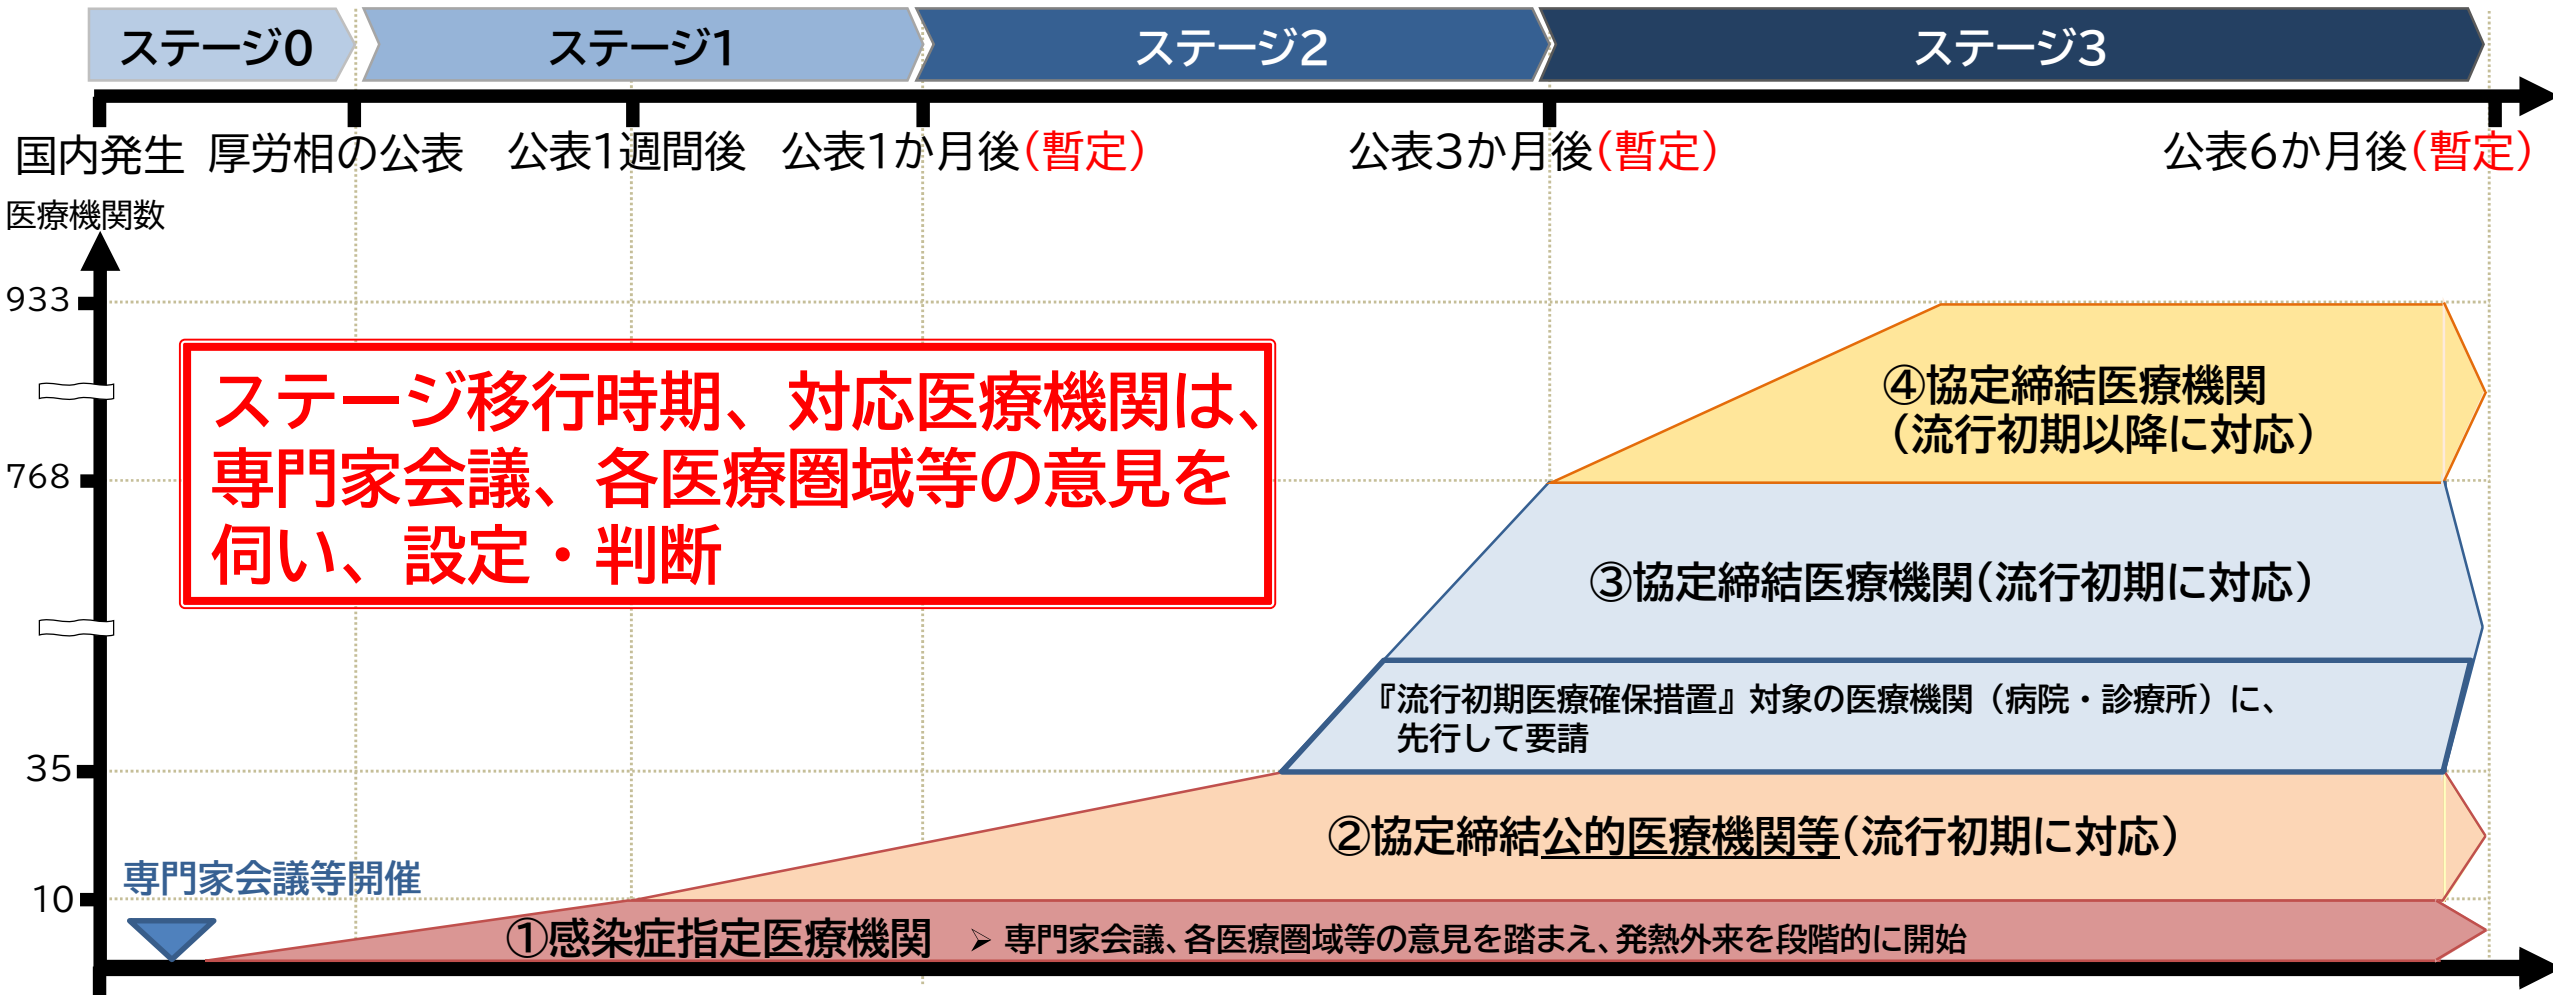 ステージ0
ステージ1
ステージ2
ステージ3
国内発生
厚労相の公表
公表1週間後
公表1か月後(暫定)
公表3か月後(暫定)
公表6か月後(暫定)
医療機関数
933
768
35
10
ステージ移行時期、対応医療機関は、
専門家会議、各医療圏域等の意見を
伺い、設定・判断
④協定締結医療機関
(流行初期以降に対応)
③協定締結医療機関(流行初期に対応)
『流行初期医療確保措置』対象の医療機関(病院・診療所)に、
先行して要請
②協定締結公的医療機関等(流行初期に対応)
専門家会議等開催
①感染症指定医療機関
➢ 専門家会議、各医療圏域等の意見を踏まえ、発熱外来を段階的に開始